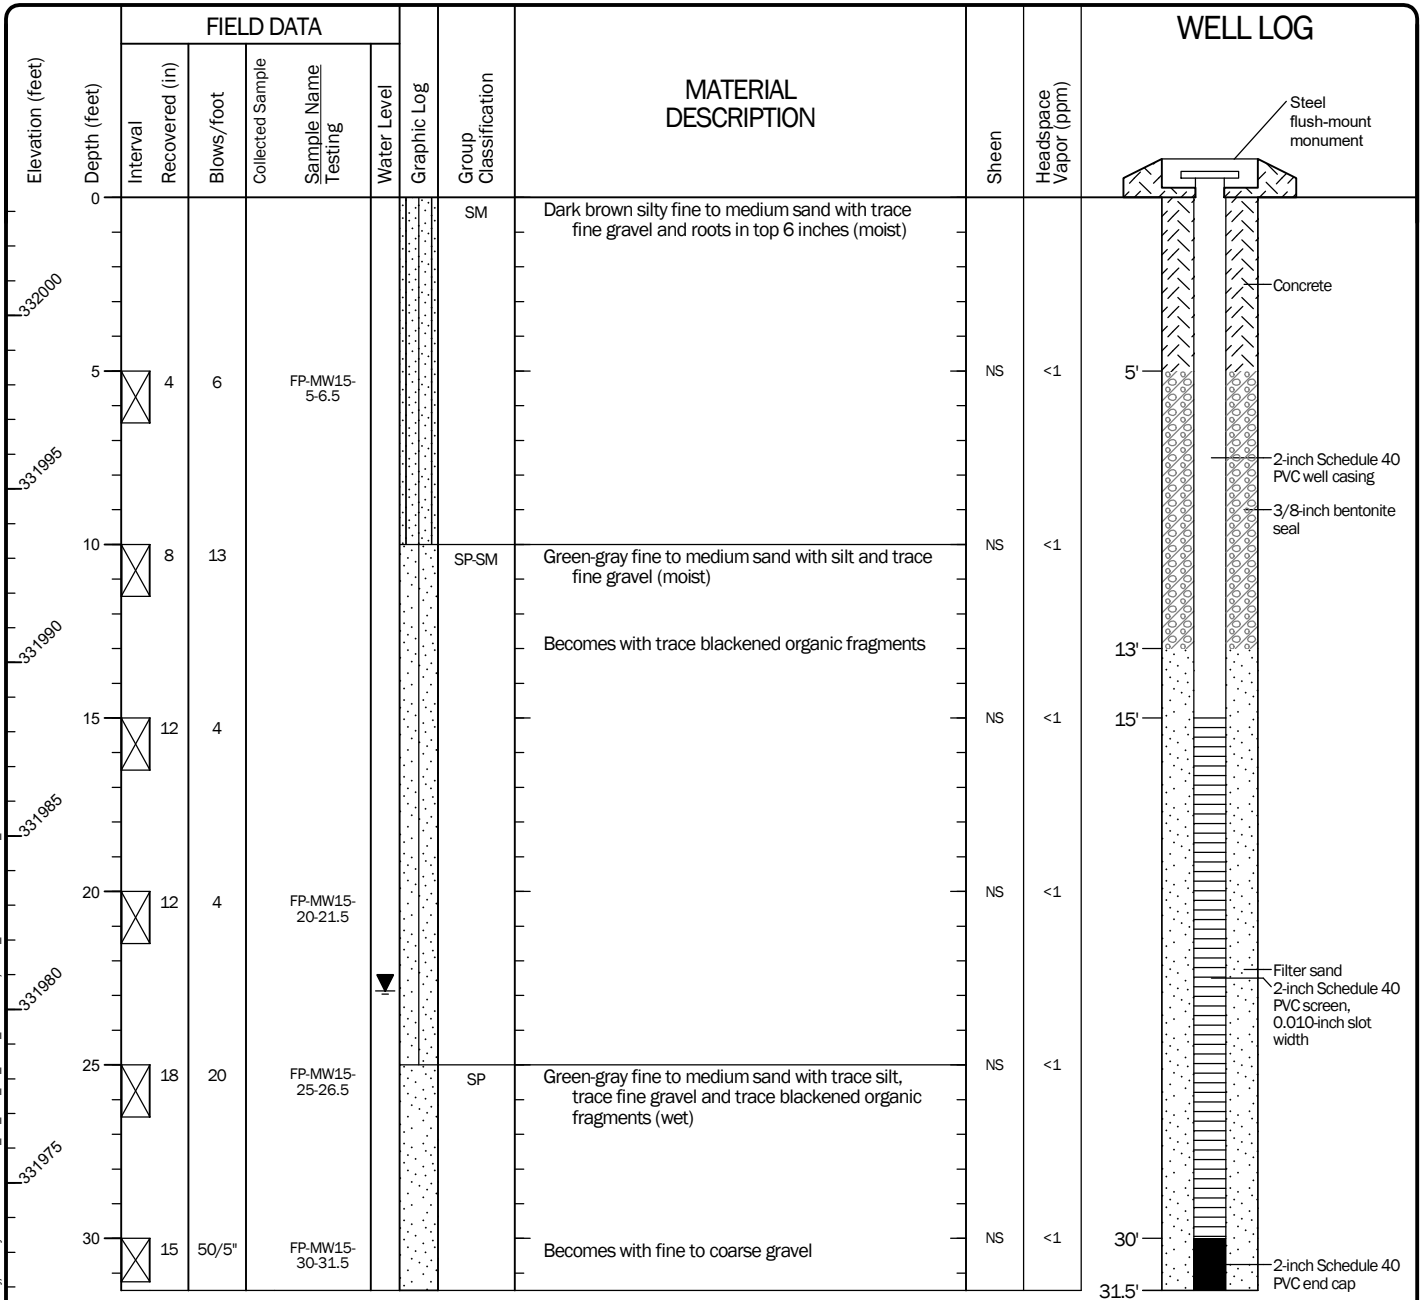 FIELD DATA
WELL LOG
Elevation (feet)
Depth (feet)
Interval
Recovered (in)
Blows/foot
Collected Sample
Sample Name
Testing
Water Level
Graphic Log
Group
Classification
MATERIAL
DESCRIPTION
Sheen
Headspace
Vapor (ppm)
Steel
flush-mount
monument
0
SM
Dark brown silty fine to medium sand with trace
fine gravel and roots in top 6 inches (moist)
332000
Concrete
5
4
6
FP-MW15-
5-6.5
NS
<1
5'
331995
2-inch Schedule 40
PVC well casing
3/8-inch bentonite
seal
10
8
13
SP-SM
Green-gray fine to medium sand with silt and trace
fine gravel (moist)
NS
<1
331990
Becomes with trace blackened organic fragments
13'
15
12
4
NS
<1
15'
331985
20
12
4
FP-MW15-
20-21.5
NS
<1
331980
Filter sand
2-inch Schedule 40
PVC screen,
0.010-inch slot
width
25
18
20
FP-MW15-
25-26.5
SP
Green-gray fine to medium sand with trace silt,
trace fine gravel and trace blackened organic
fragments (wet)
NS
<1
331975
30
15
50/5"
FP-MW15-
30-31.5
Becomes with fine to coarse gravel
NS
<1
30'
2-inch Schedule 40
PVC end cap
31.5'